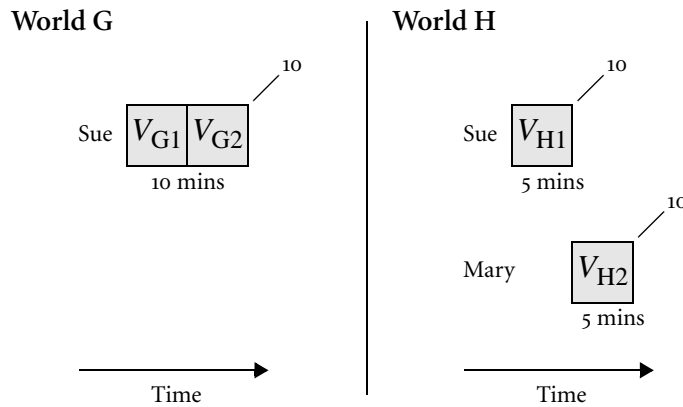 World G
10
Sue
V_G1
V_G2
10 mins
Time
World H
10
Sue
V_H1
5 mins
10
Mary
V_H2
5 mins
Time